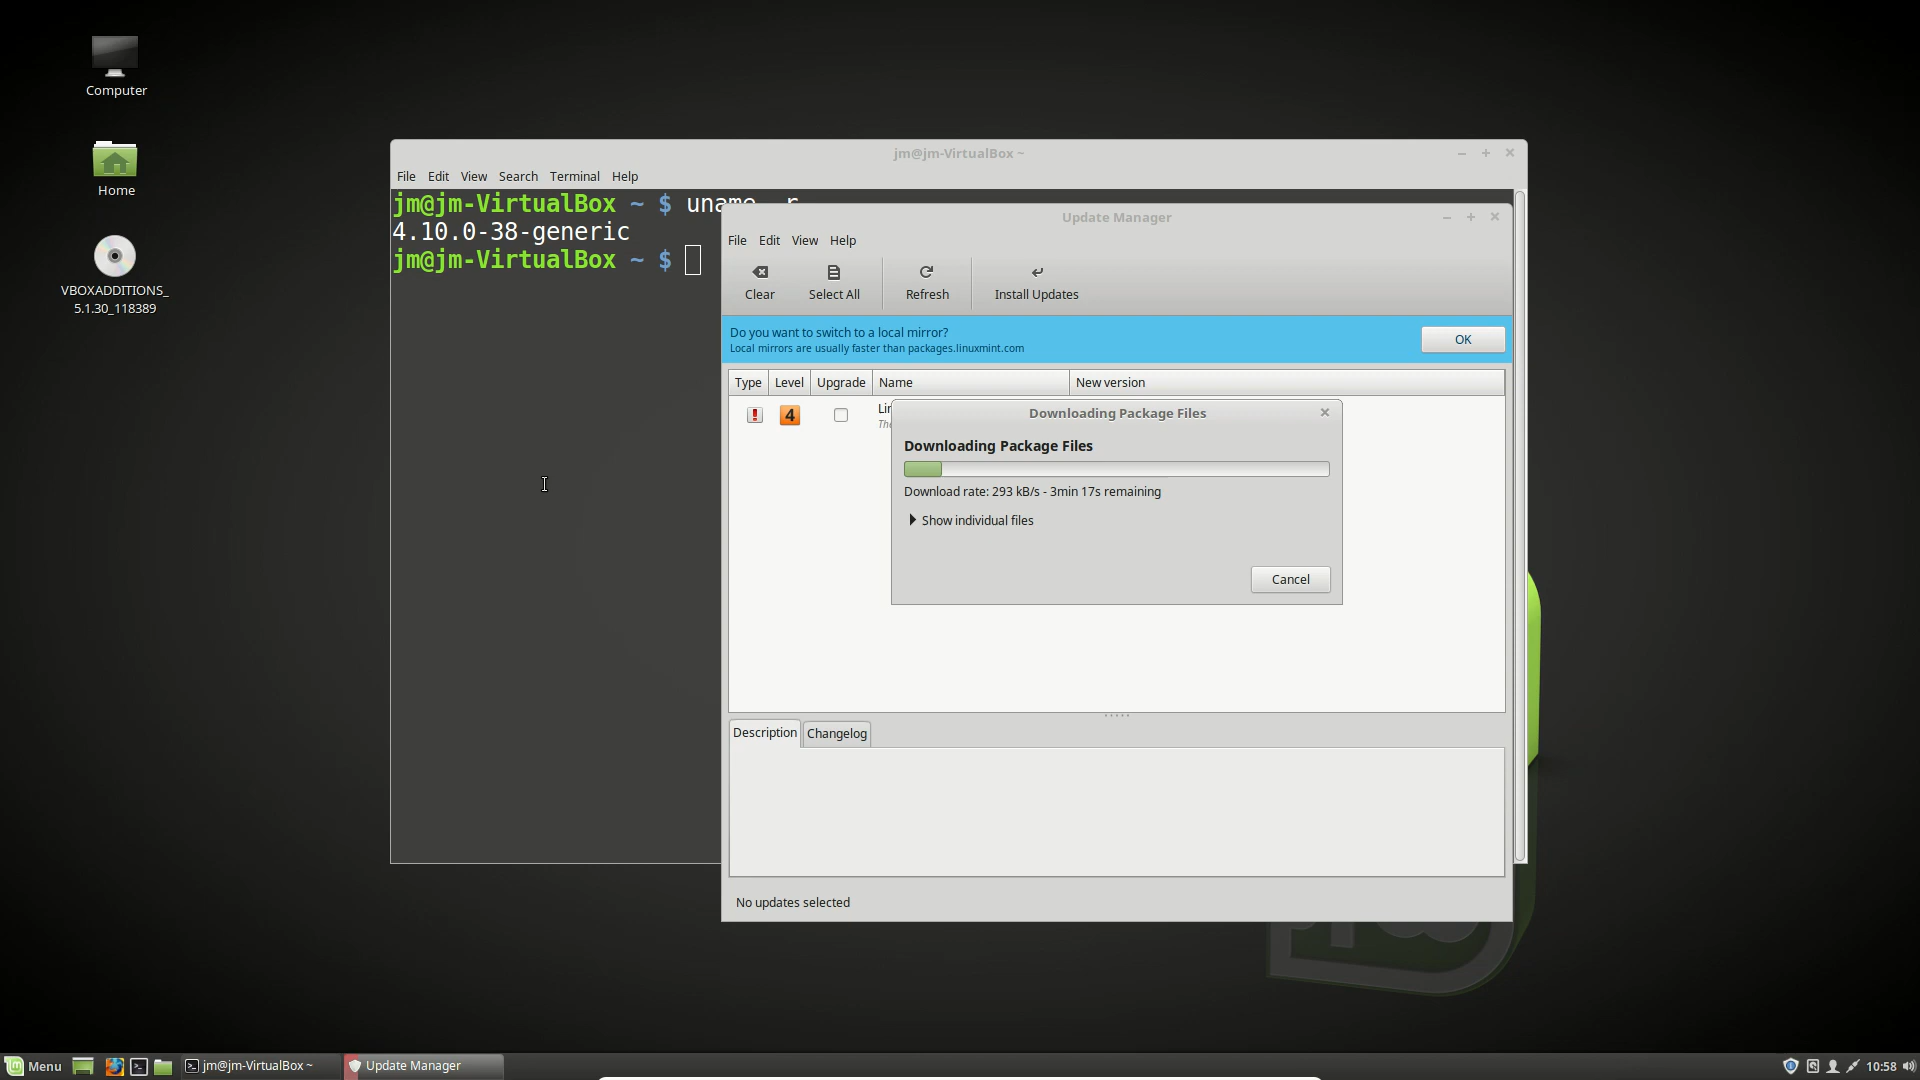 Computer
Home
VBOXADDITIONS_
5.1.30_118389
jm@jm-VirtualBox ~
File Edit View Search Terminal Help
jm@jm-VirtualBox ~ $ uname -r
4.10.0-38-generic
jm@jm-VirtualBox ~ $
Update Manager
File Edit View Help
Clear Select All Refresh Install Updates
Do you want to switch to a local mirror?
Local mirrors are usually faster than packages.linuxmint.com
OK
Type Level Upgrade Name New version
! 4
Downloading Package Files
Downloading Package Files
Download rate: 293 kB/s - 3min 17s remaining
Show individual files
Cancel
Description Changelog
No updates selected
Menu jm@jm-VirtualBox ~ Update Manager 10:58